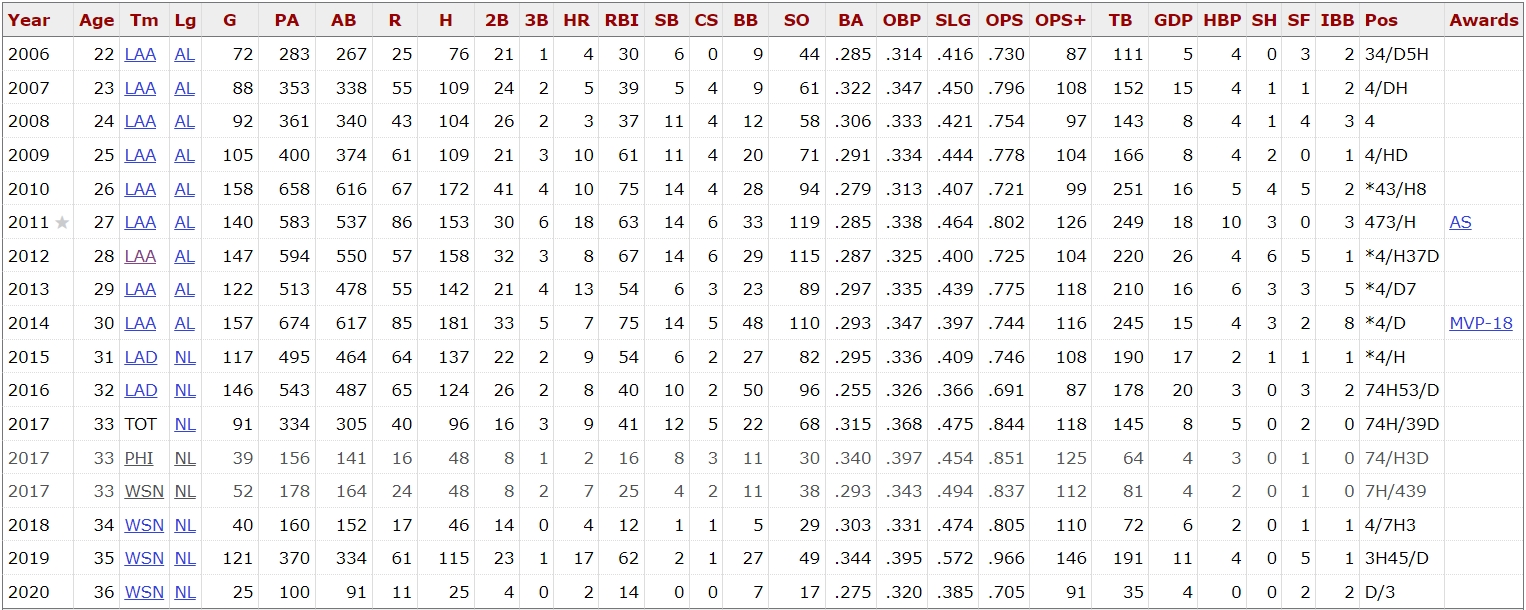 Year Age Tm Lg G PA AB R H 2B 3B HR RBI SB CS BB SO BA OBP SLG OPS OPS+ TB GDP HBP SH SF IBB Pos Awards
2006 22 LAA AL 72 283 267 25 76 21 1 4 30 6 0 9 44 .285 .314 .416 .730 87 111 5 4 0 3 2 34/D5H
2007 23 LAA AL 88 353 338 55 109 24 2 5 39 5 4 9 61 .322 .347 .450 .796 108 152 15 4 1 1 2 4/DH
2008 24 LAA AL 92 361 340 43 104 26 2 3 37 11 4 12 58 .306 .333 .421 .754 97 143 8 4 1 4 3 4
2009 25 LAA AL 105 400 374 61 109 21 3 10 61 11 4 20 71 .291 .334 .444 .778 104 166 8 4 2 0 1 4/HD
2010 26 LAA AL 158 658 616 67 172 41 4 10 75 14 4 28 94 .279 .313 .407 .721 99 251 16 5 4 5 2 *43/H8
2011 ★ 27 LAA AL 140 583 537 86 153 30 6 18 63 14 6 33 119 .285 .338 .464 .802 126 249 18 10 3 0 3 473/H AS
2012 28 LAA AL 147 594 550 57 158 32 3 8 67 14 6 29 115 .287 .325 .400 .725 104 220 26 4 6 5 1 *4/H37D
2013 29 LAA AL 122 513 478 55 142 21 4 13 54 6 3 23 89 .297 .335 .439 .775 118 210 16 6 3 3 5 *4/D7
2014 30 LAA AL 157 674 617 85 181 33 5 7 75 14 5 48 110 .293 .347 .397 .744 116 245 15 4 3 2 8 *4/D MVP-18
2015 31 LAD NL 117 495 464 64 137 22 2 9 54 6 2 27 82 .295 .336 .409 .746 108 190 17 2 1 1 1 *4/H
2016 32 LAD NL 146 543 487 65 124 26 2 8 40 10 2 50 96 .255 .326 .366 .691 87 178 20 3 0 3 2 74H53/D
2017 33 TOT NL 91 334 305 40 96 16 3 9 41 12 5 22 68 .315 .368 .475 .844 118 145 8 5 0 2 0 74H/39D
2017 33 PHI NL 39 156 141 16 48 8 1 2 16 8 3 11 30 .340 .397 .454 .851 125 64 4 3 0 1 0 74/H3D
2017 33 WSN NL 52 178 164 24 48 8 2 7 25 4 2 11 38 .293 .343 .494 .837 112 81 4 2 0 1 0 7H/439
2018 34 WSN NL 40 160 152 17 46 14 0 4 12 1 1 5 29 .303 .331 .474 .805 110 72 6 2 0 1 1 4/7H3
2019 35 WSN NL 121 370 334 61 115 23 1 17 62 2 1 27 49 .344 .395 .572 .966 146 191 11 4 0 5 1 3H45/D
2020 36 WSN NL 25 100 91 11 25 4 0 2 14 0 0 7 17 .275 .320 .385 .705 91 35 4 0 0 2 2 D/3